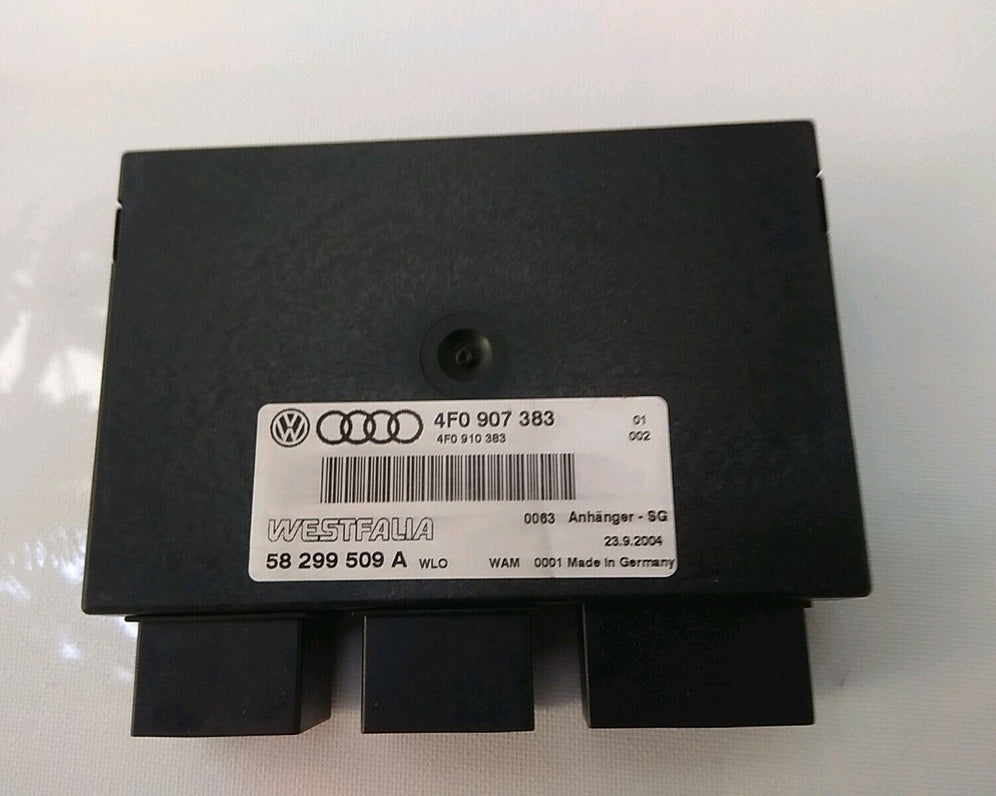 4F0 907 383 01
4F0 910 383 002
0063 Anhänger - SG
WESTFALIA
23.9.2004
58 299 509 A WLO WAM 0001 Made in Germany